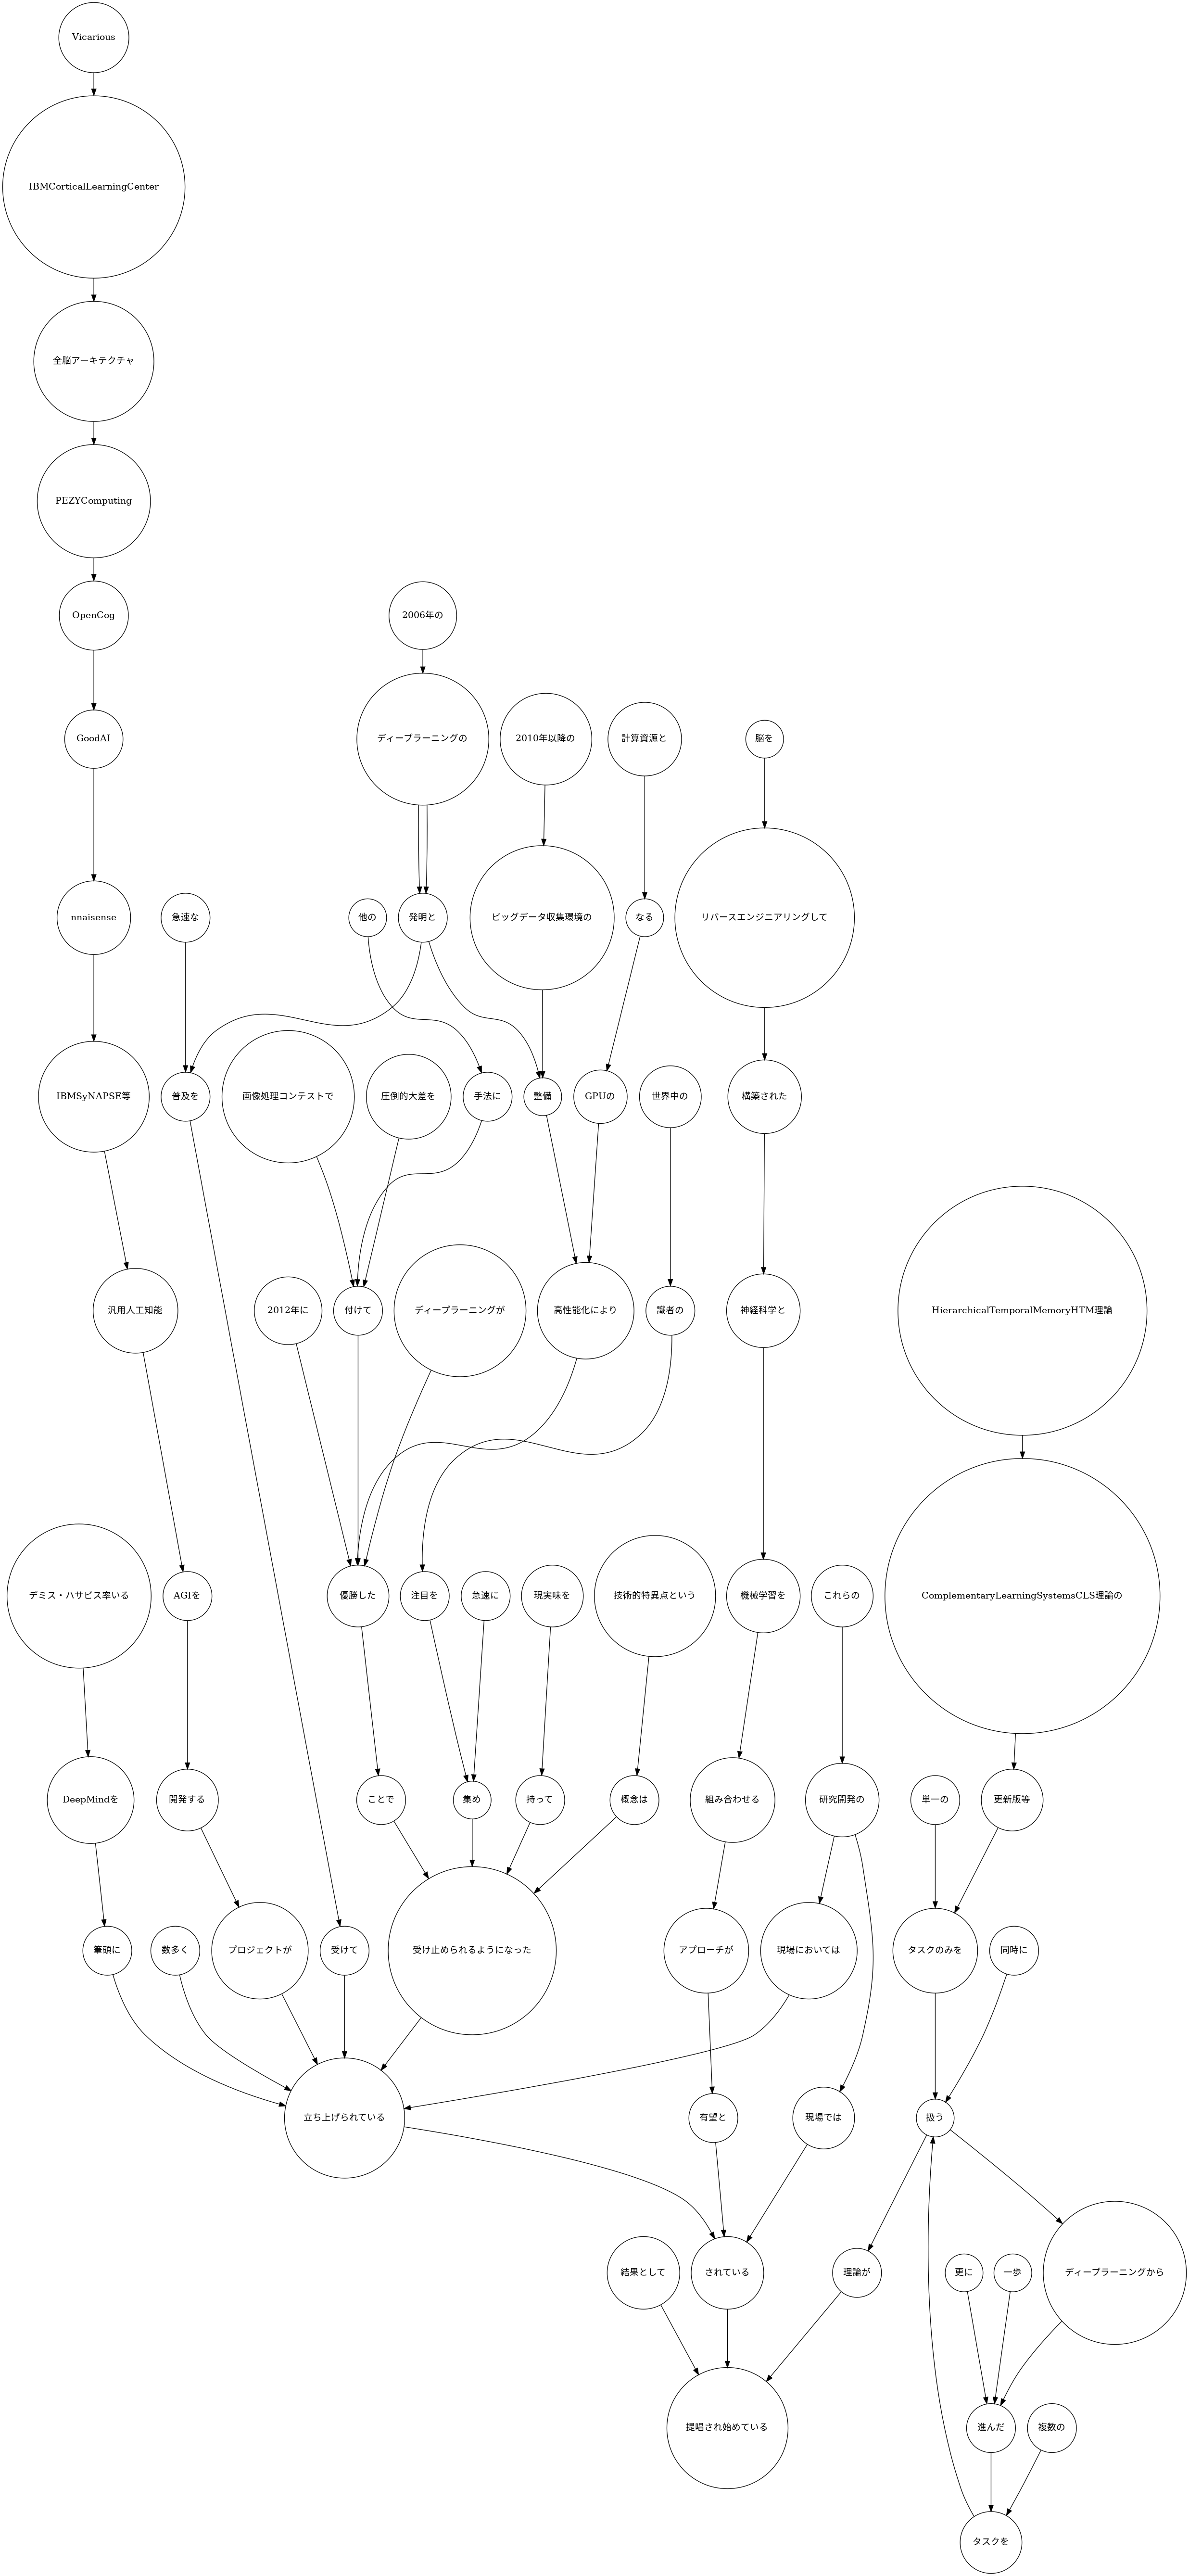 Vicarious
IBMCorticalLearningCenter
全脳アーキテクチャ
PEZYComputing
OpenCog
2006年の
GoodAI
ディープラーニングの
2010年以降の
計算資源と
脳を
nnaisense
急速な
他の
発明と
ビッグデータ収集環境の
なる
リバースエンジニアリングして
IBMSyNAPSE等
普及を
画像処理コンテストで
圧倒的大差を
手法に
整備
GPUの
世界中の
構築された
汎用人工知能
2012年に
付けて
ディープラーニングが
高性能化により
識者の
神経科学と
HierarchicalTemporalMemoryHTM理論
デミス・ハサビス率いる
AGIを
優勝した
注目を
急速に
現実味を
技術的特異点という
機械学習を
これらの
ComplementaryLearningSystemsCLS理論の
DeepMindを
開発する
ことで
集め
持って
概念は
組み合わせる
研究開発の
単一の
更新版等
筆頭に
数多く
プロジェクトが
受けて
受け止められるようになった
アプローチが
現場においては
タスクのみを
同時に
立ち上げられている
有望と
現場では
扱う
結果として
されている
理論が
更に
一歩
ディープラーニングから
提唱され始めている
進んだ
複数の
タスクを